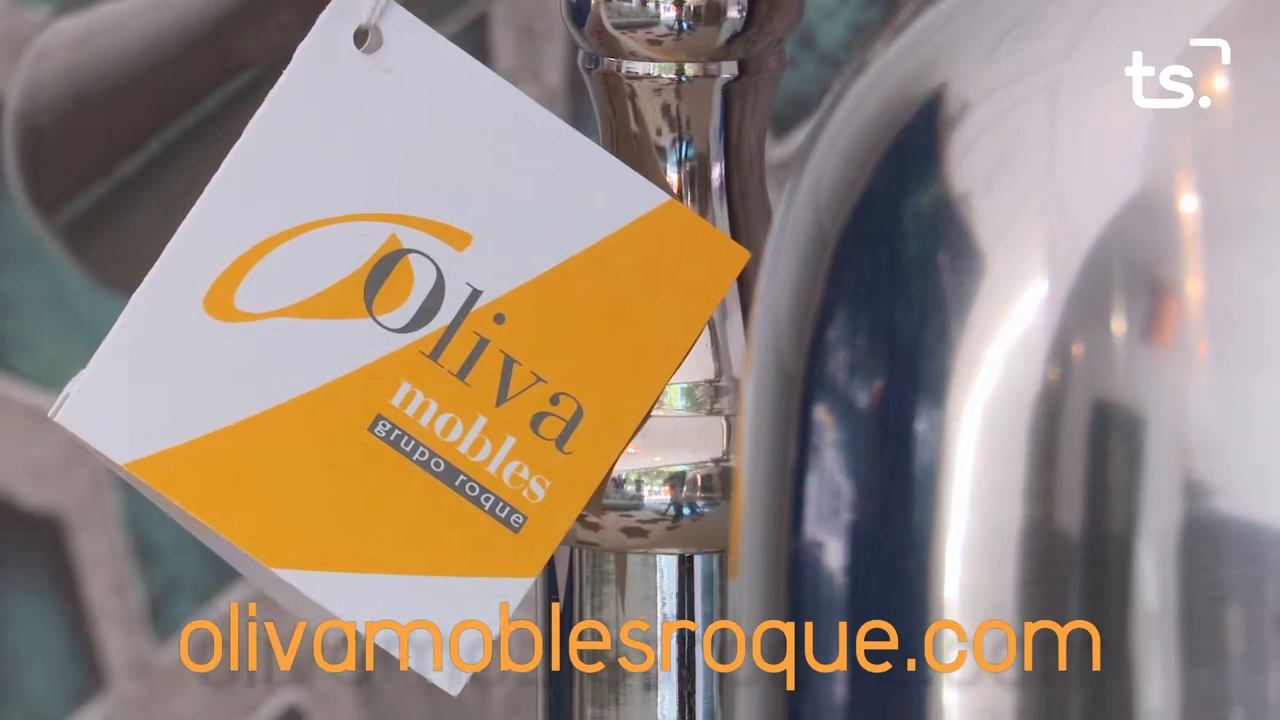 ts.
Oliva
mobles
grupo roque
olivamoblesroque.com